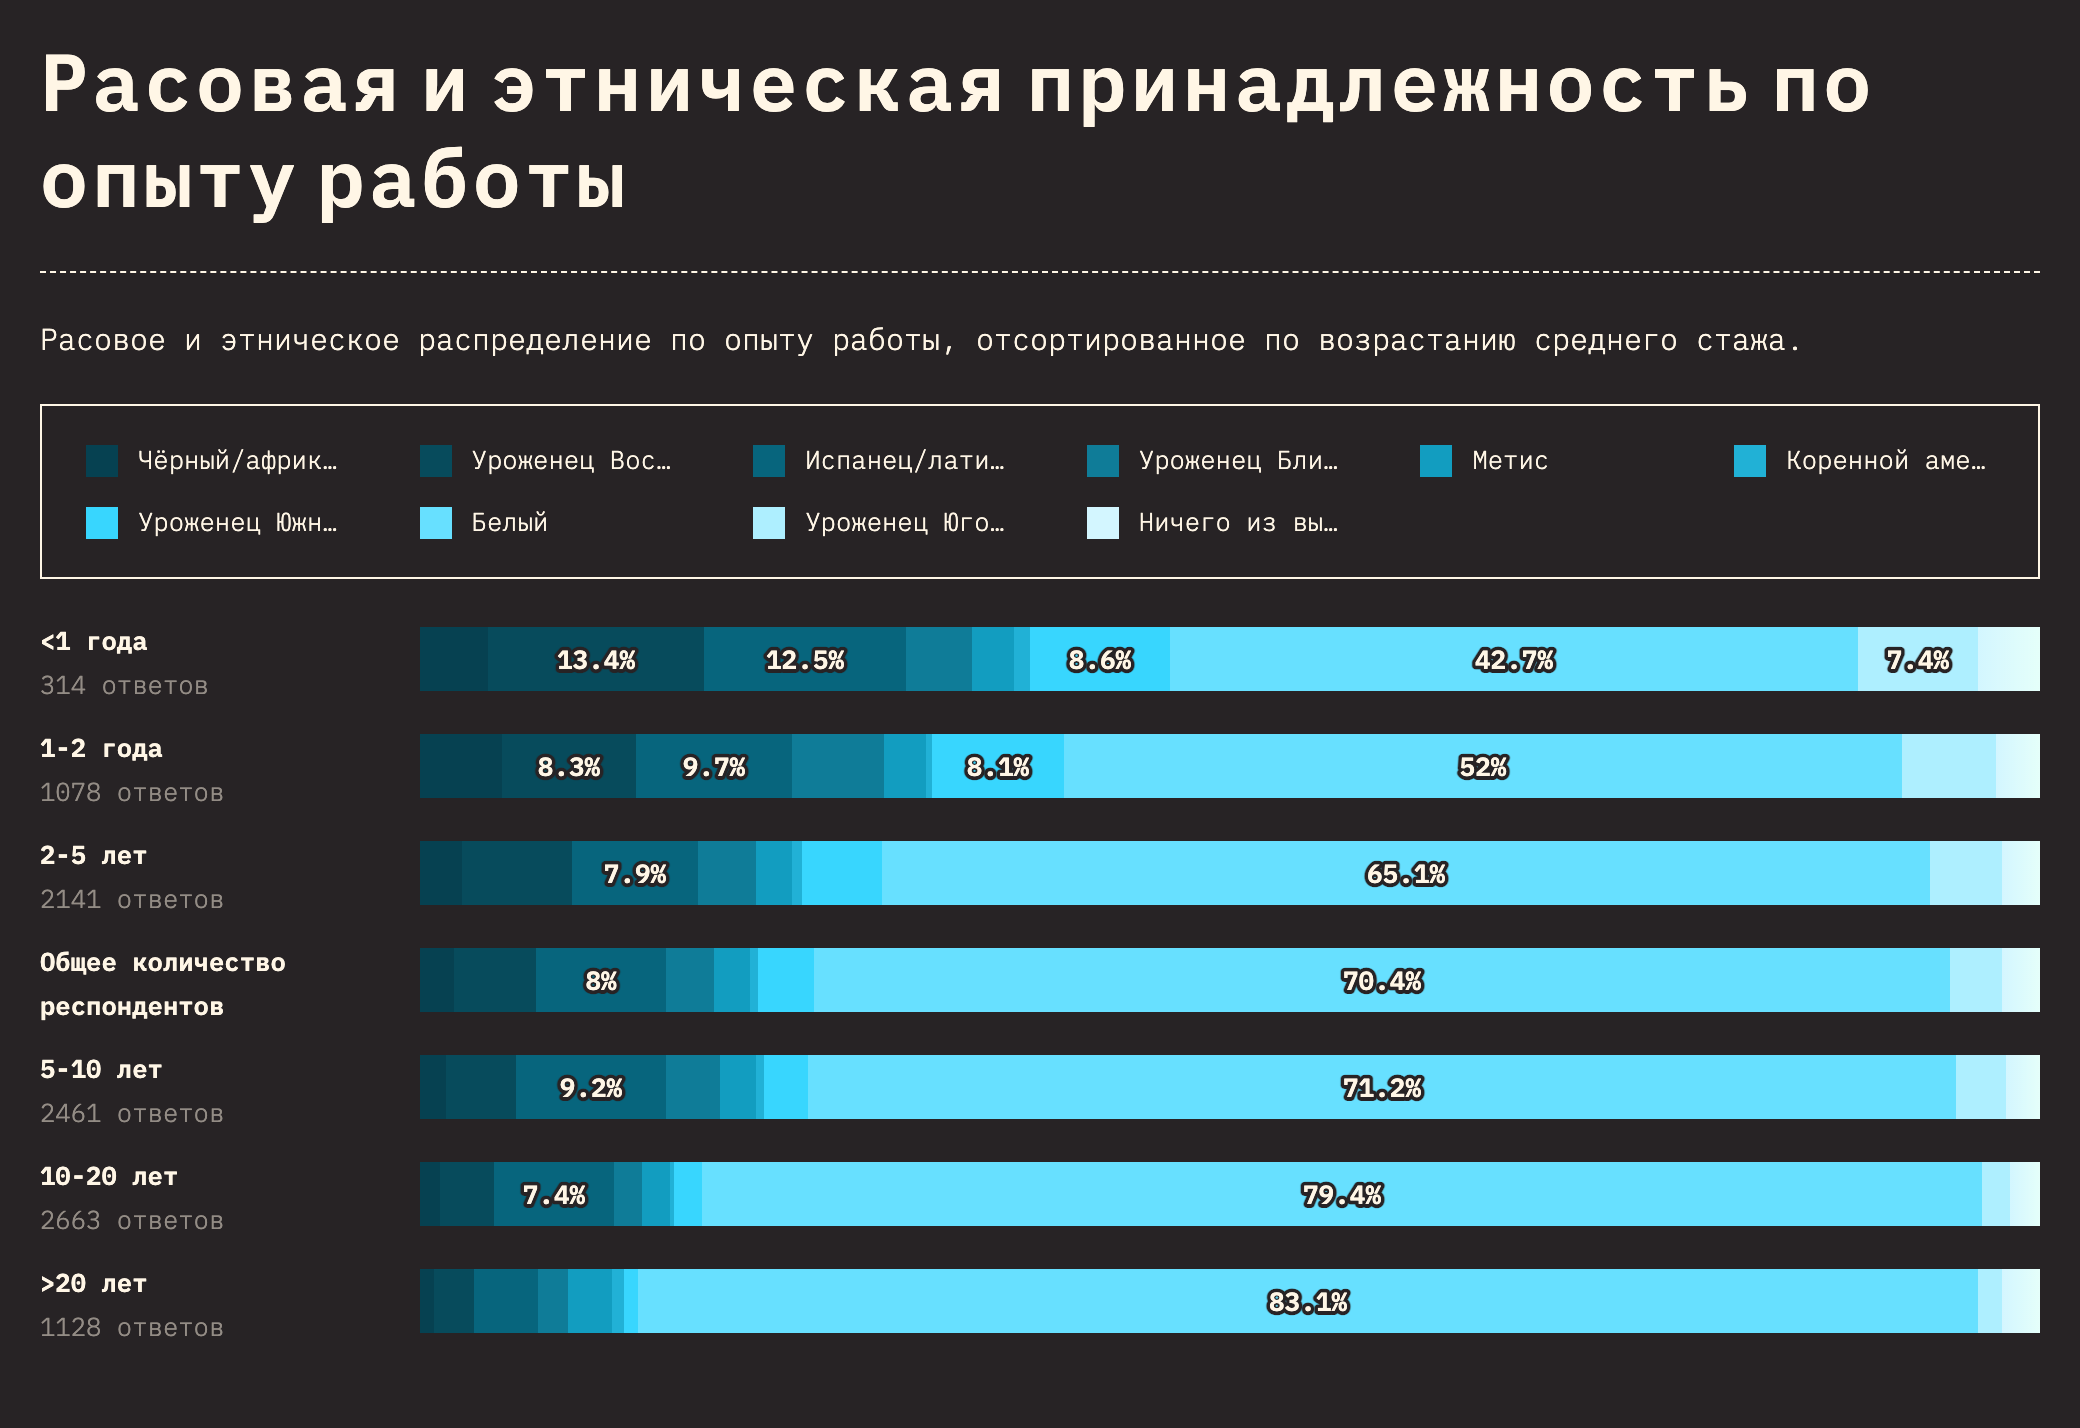 Расовая и этническая принадлежность по
опыту работы
Расовое и этническое распределение по опыту работы, отсортированное по возрастанию среднего стажа.
Чёрный/африк… Уроженец Вос… Испанец/лати… Уроженец Бли… Метис Коренной аме…
Уроженец Южн… Белый Уроженец Юго… Ничего из вы…
<1 года
13.4% 12.5% 8.6% 42.7% 7.4%
314 ответов
1-2 года
8.3% 9.7% 8.1% 52%
1078 ответов
2-5 лет
7.9% 65.1%
2141 ответов
Общее количество
8% 70.4%
респондентов
5-10 лет
9.2% 71.2%
2461 ответов
10-20 лет
7.4% 79.4%
2663 ответов
>20 лет
83.1%
1128 ответов